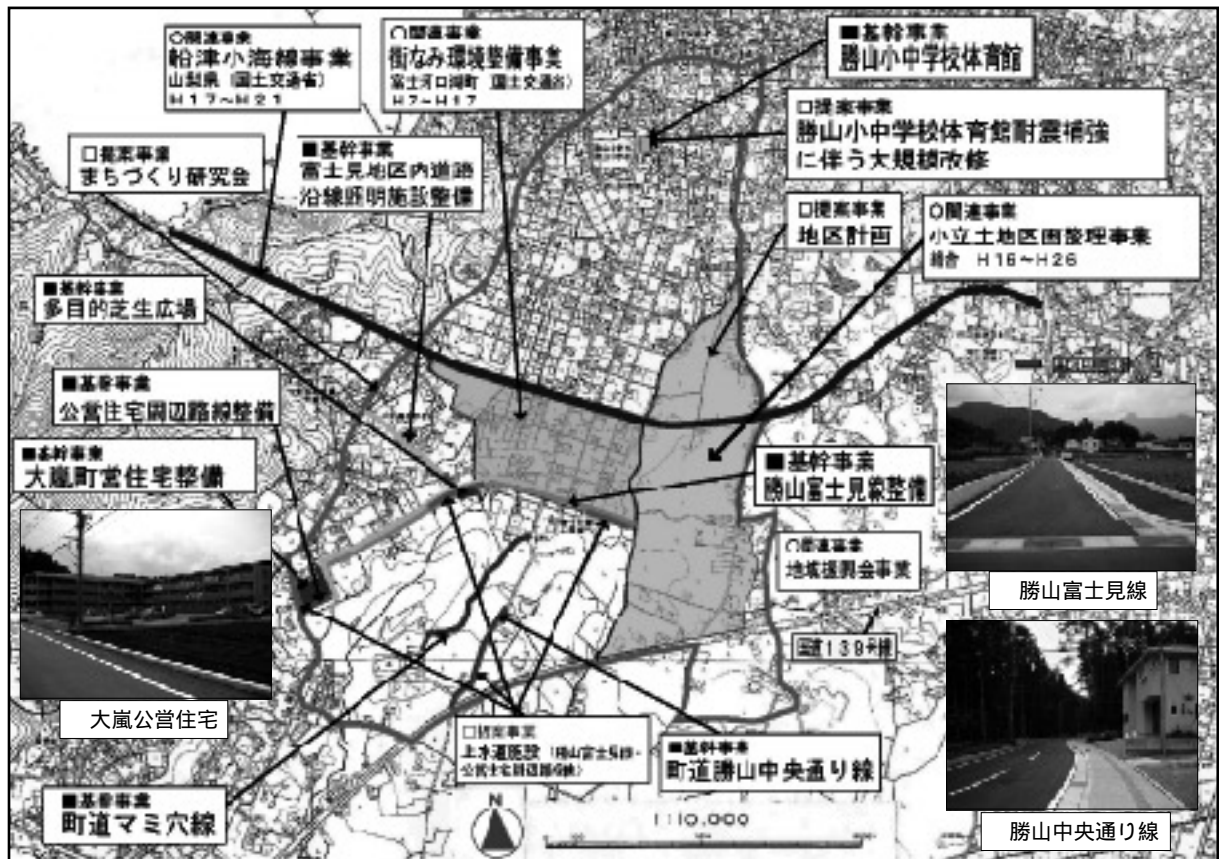 ○関連事業
船津小海線事業
山梨県（国土交通省）
H17～H21
○関連事業
街なみ環境整備事業
富士河口湖町（国土交通省）
H7～H17
■基幹事業
勝山小中学校体育館
□提案事業
勝山小中学校体育館耐震補強
に伴う大規模改修
□提案事業
まちづくり研究会
■基幹事業
富士見地区内道路
沿線照明施設整備
□提案事業
地区計画
○関連事業
小立土地区画整理事業
組合 H16～H26
■基幹事業
多目的芝生広場
■基幹事業
公営住宅周辺路線整備
■基幹事業
大嵐町営住宅整備
■基幹事業
勝山富士見線整備
○関連事業
地域振興会事業
勝山富士見線
国道139号線
大嵐公営住宅
□提案事業
上水道施設（勝山富士見線・
公営住宅周辺路線）
■基幹事業
町道勝山中央通り線
■基幹事業
町道マミ穴線
N
1:10,000
勝山中央通り線